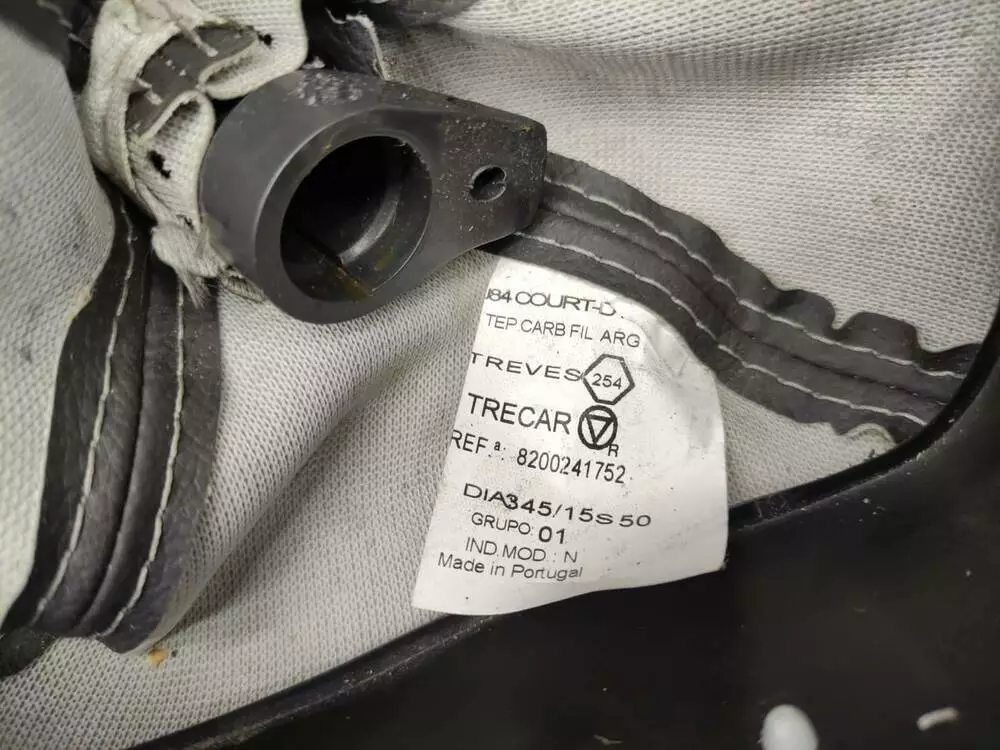 J84 COURT-D.
TEP.CARB FIL ARG
TREVES 254
TRECAR
R
REF.ª: 8200241752
DIA345/15S50
GRUPO: 01
IND.MOD.: N
Made in Portugal